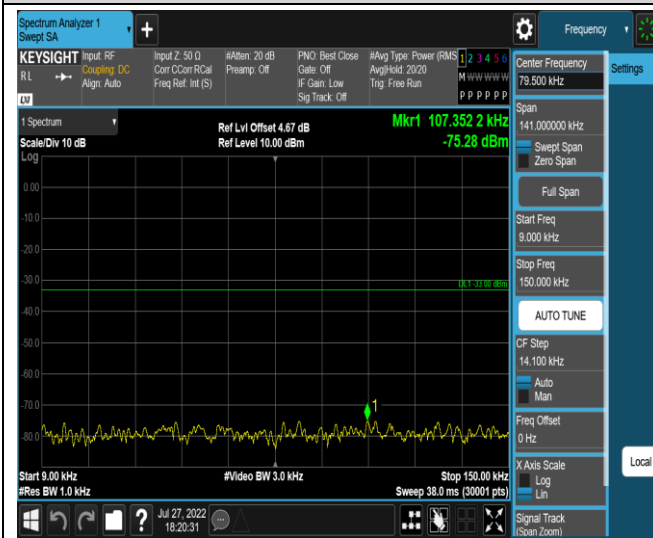 Spectrum Analyzer 1
Swept SA
+
Frequency
KEYSIGHT
RL
LXI
Input: RF
Coupling: DC
Align: Auto
Input Z: 50 Ω
Corr CCorr RCal
Freq Ref: Int (S)
#Atten: 20 dB
Preamp: Off
PNO: Best Close
Gate: Off
IF Gain: Low
Sig Track: Off
#Avg Type: Power (RMS
Avg|Hold: 20/20
Trig: Free Run
1 2 3 4 5 6
M W W W W W
P P P P P P
1 Spectrum
Scale/Div 10 dB
Ref Lvl Offset 4.67 dB
Ref Level 10.00 dBm
Mkr1 107.352 2 kHz
-75.28 dBm
Log
0.00
-10.0
-20.0
-30.0
DL1 -33.00 dBm
-40.0
-50.0
-60.0
-70.0
1
-80.0
Start 9.00 kHz
#Video BW 3.0 kHz
Stop 150.00 kHz
#Res BW 1.0 kHz
Sweep 38.0 ms (30001 pts)
?
Jul 27, 2022
18:20:31
Center Frequency
79.500 kHz
Span
141.000000 kHz
Swept Span
Zero Span
Full Span
Start Freq
9.000 kHz
Stop Freq
150.000 kHz
AUTO TUNE
CF Step
14.100 kHz
Auto
Man
Freq Offset
0 Hz
X Axis Scale
Log
Lin
Signal Track
(Span Zoom)
Settings
Local